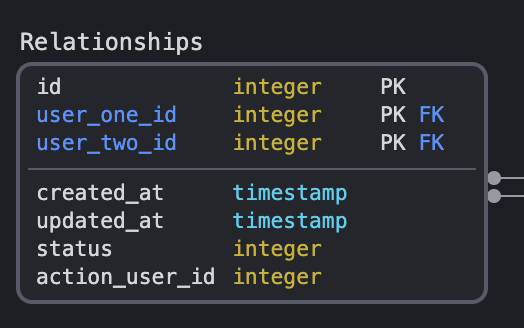 Relationships
id integer PK
user_one_id integer PK FK
user_two_id integer PK FK
created_at timestamp
updated_at timestamp
status integer
action_user_id integer